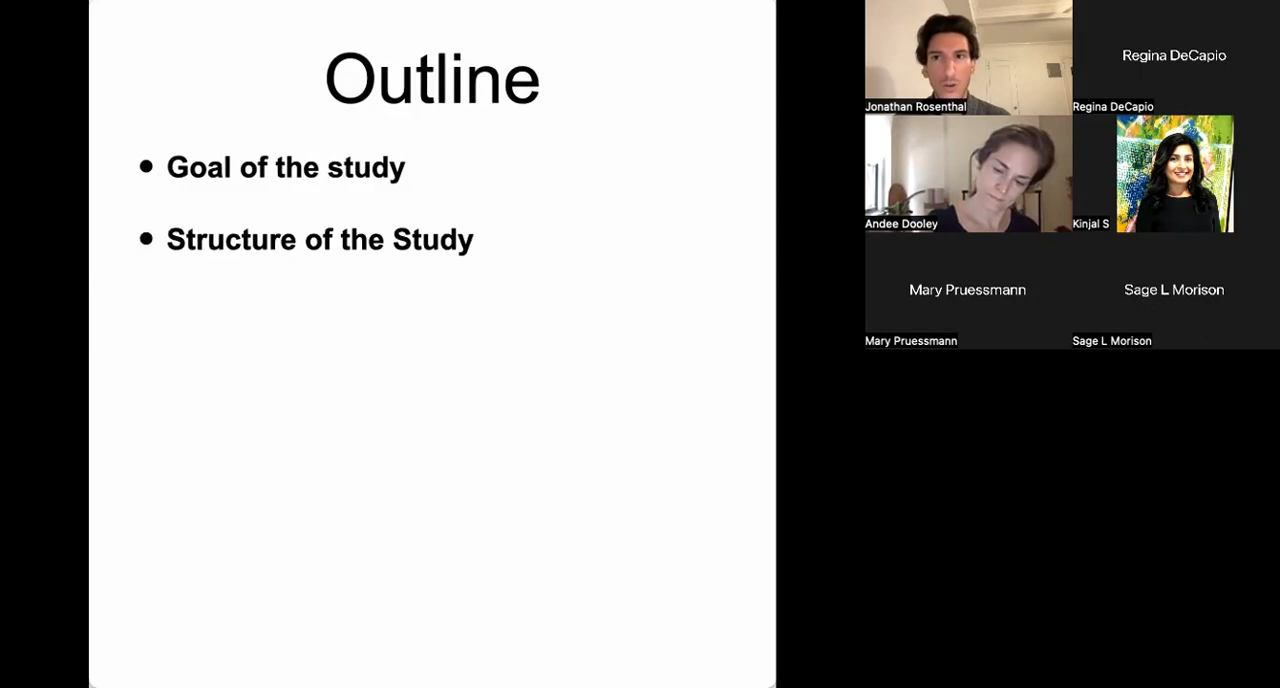 Outline
• Goal of the study
• Structure of the Study
Jonathan Rosenthal
Regina DeCapio
Regina DeCapio
Andee Dooley
Kinjal S
Mary Pruessmann
Mary Pruessmann
Sage L Morison
Sage L Morison